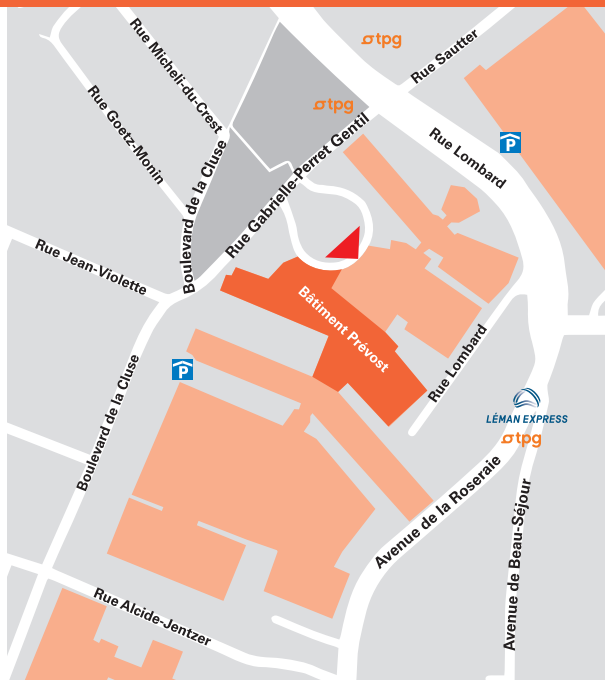 Rue Micheli-du-Crest
tpg
Rue Sautter
Rue Goetz-Monin
tpg
Rue Gabrielle-Perret Gentil
Rue Lombard
P
Boulevard de la Cluse
Rue Jean-Violette
Bâtiment Prévost
Rue Lombard
P
Boulevard de la Cluse
LÉMAN EXPRESS
tpg
Avenue de la Roseraie
Avenue de Beau-Séjour
Rue Alcide-Jentzer